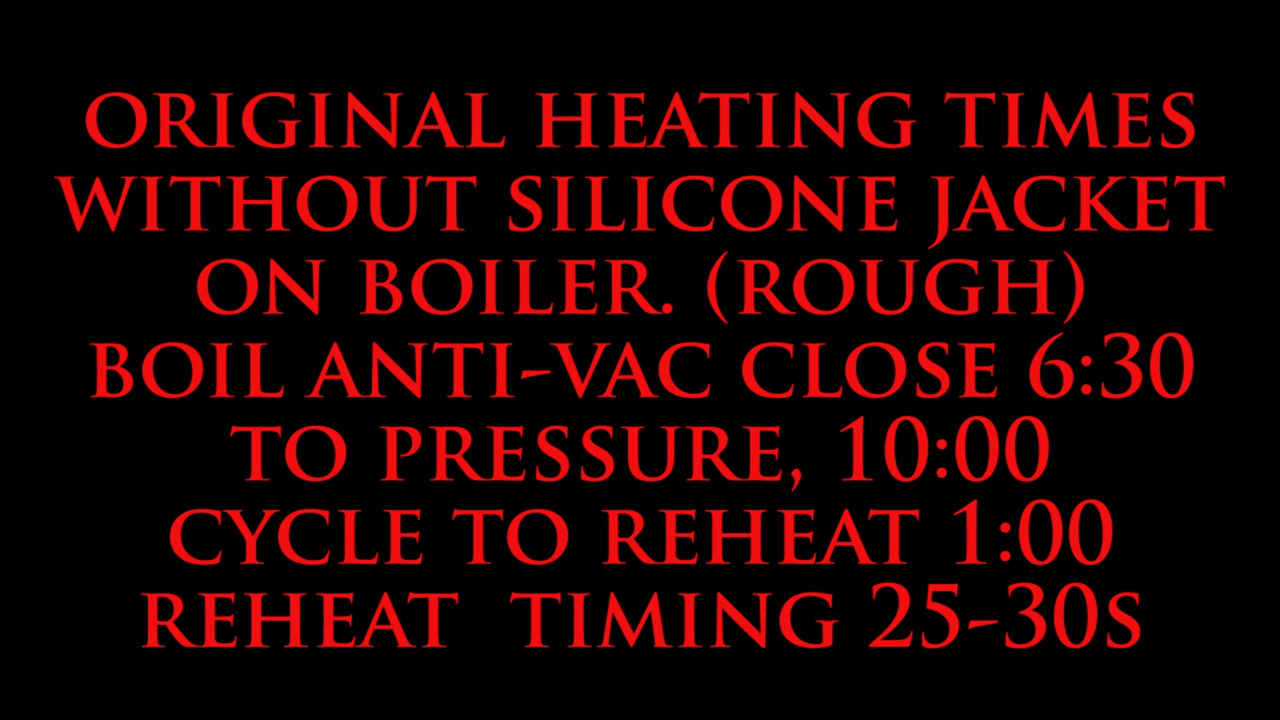 ORIGINAL HEATING TIMES
WITHOUT SILICONE JACKET
ON BOILER. (ROUGH)
BOIL ANTI-VAC CLOSE 6:30
TO PRESSURE, 10:00
CYCLE TO REHEAT 1:00
REHEAT  TIMING 25-30S